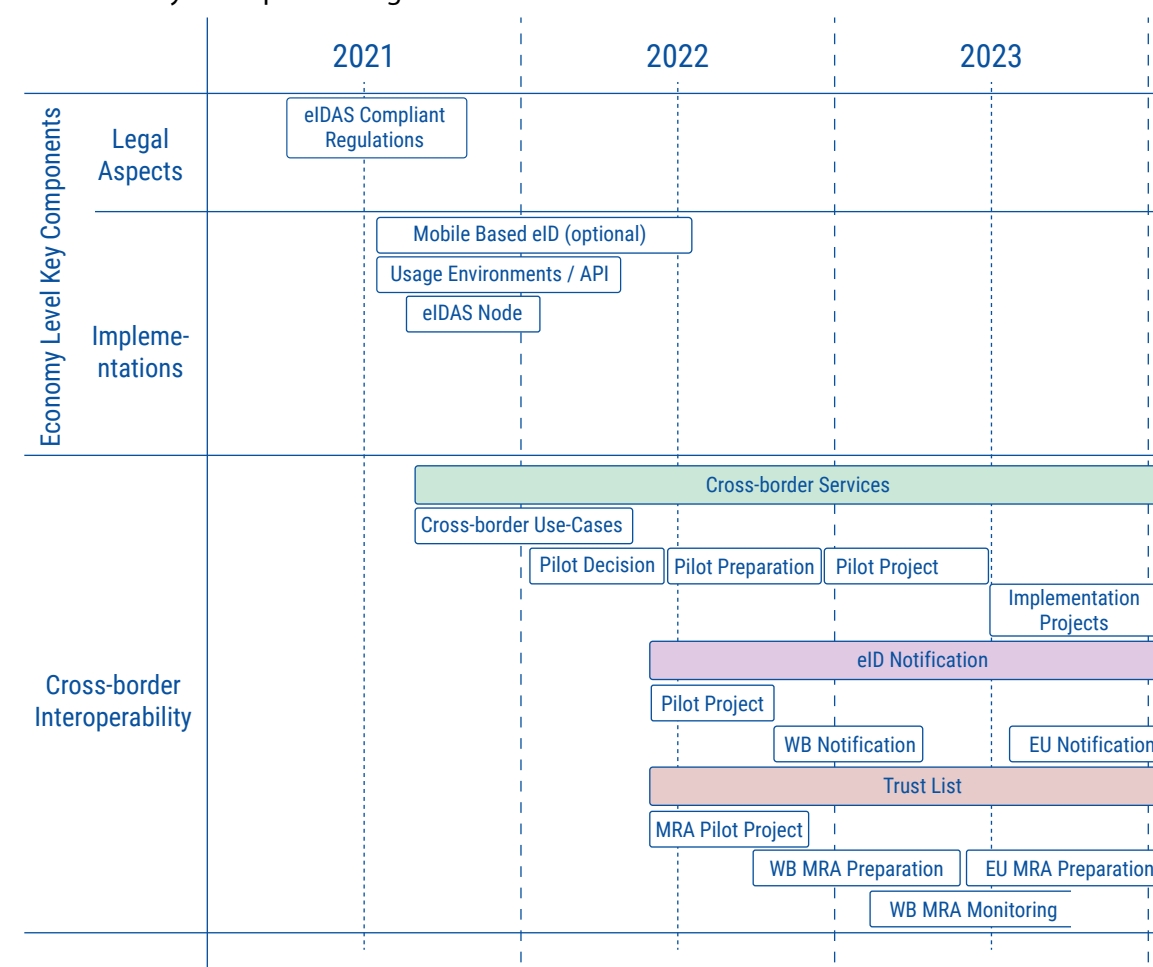 2021
2022
2023
Economy Level Key Components
Legal
Aspects
eIDAS Compliant
Regulations
Impleme-
ntations
Mobile Based eID (optional)
Usage Environments / API
eIDAS Node
Cross-border
Interoperability
Cross-border Services
Cross-border Use-Cases
Pilot Decision
Pilot Preparation
Pilot Project
Implementation
Projects
eID Notification
Pilot Project
WB Notification
EU Notification
Trust List
MRA Pilot Project
WB MRA Preparation
EU MRA Preparation
WB MRA Monitoring